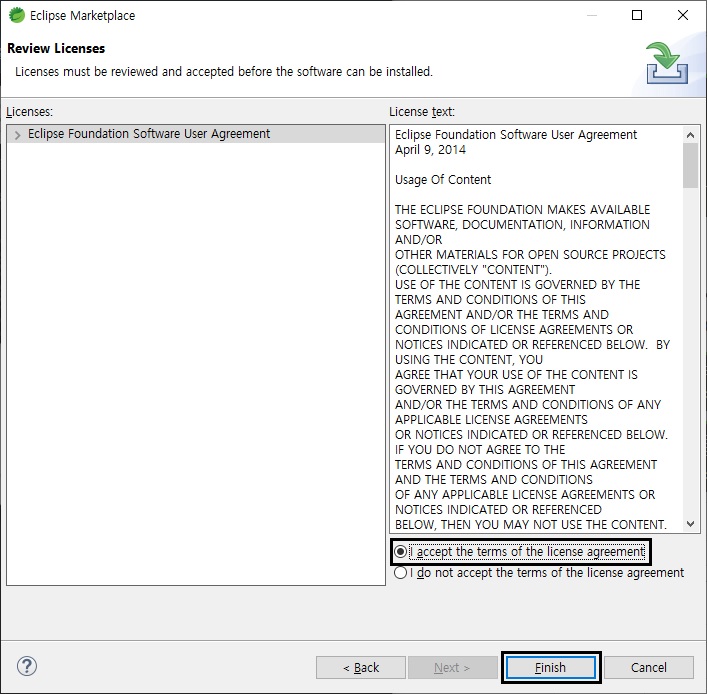 Eclipse Marketplace
Review Licenses
Licenses must be reviewed and accepted before the software can be installed.
Licenses:
Eclipse Foundation Software User Agreement
License text:
Eclipse Foundation Software User Agreement
April 9, 2014
Usage Of Content
THE ECLIPSE FOUNDATION MAKES AVAILABLE
SOFTWARE, DOCUMENTATION, INFORMATION
AND/OR
OTHER MATERIALS FOR OPEN SOURCE PROJECTS
(COLLECTIVELY "CONTENT").
USE OF THE CONTENT IS GOVERNED BY THE
TERMS AND CONDITIONS OF THIS
AGREEMENT AND/OR THE TERMS AND
CONDITIONS OF LICENSE AGREEMENTS OR
NOTICES INDICATED OR REFERENCED BELOW.  BY
USING THE CONTENT, YOU
AGREE THAT YOUR USE OF THE CONTENT IS
GOVERNED BY THIS AGREEMENT
AND/OR THE TERMS AND CONDITIONS OF ANY
APPLICABLE LICENSE AGREEMENTS
OR NOTICES INDICATED OR REFERENCED BELOW.
IF YOU DO NOT AGREE TO THE
TERMS AND CONDITIONS OF THIS AGREEMENT
AND THE TERMS AND CONDITIONS
OF ANY APPLICABLE LICENSE AGREEMENTS OR
NOTICES INDICATED OR REFERENCED
BELOW, THEN YOU MAY NOT USE THE CONTENT.
I accept the terms of the license agreement
I do not accept the terms of the license agreement
?
< Back
Next >
Finish
Cancel